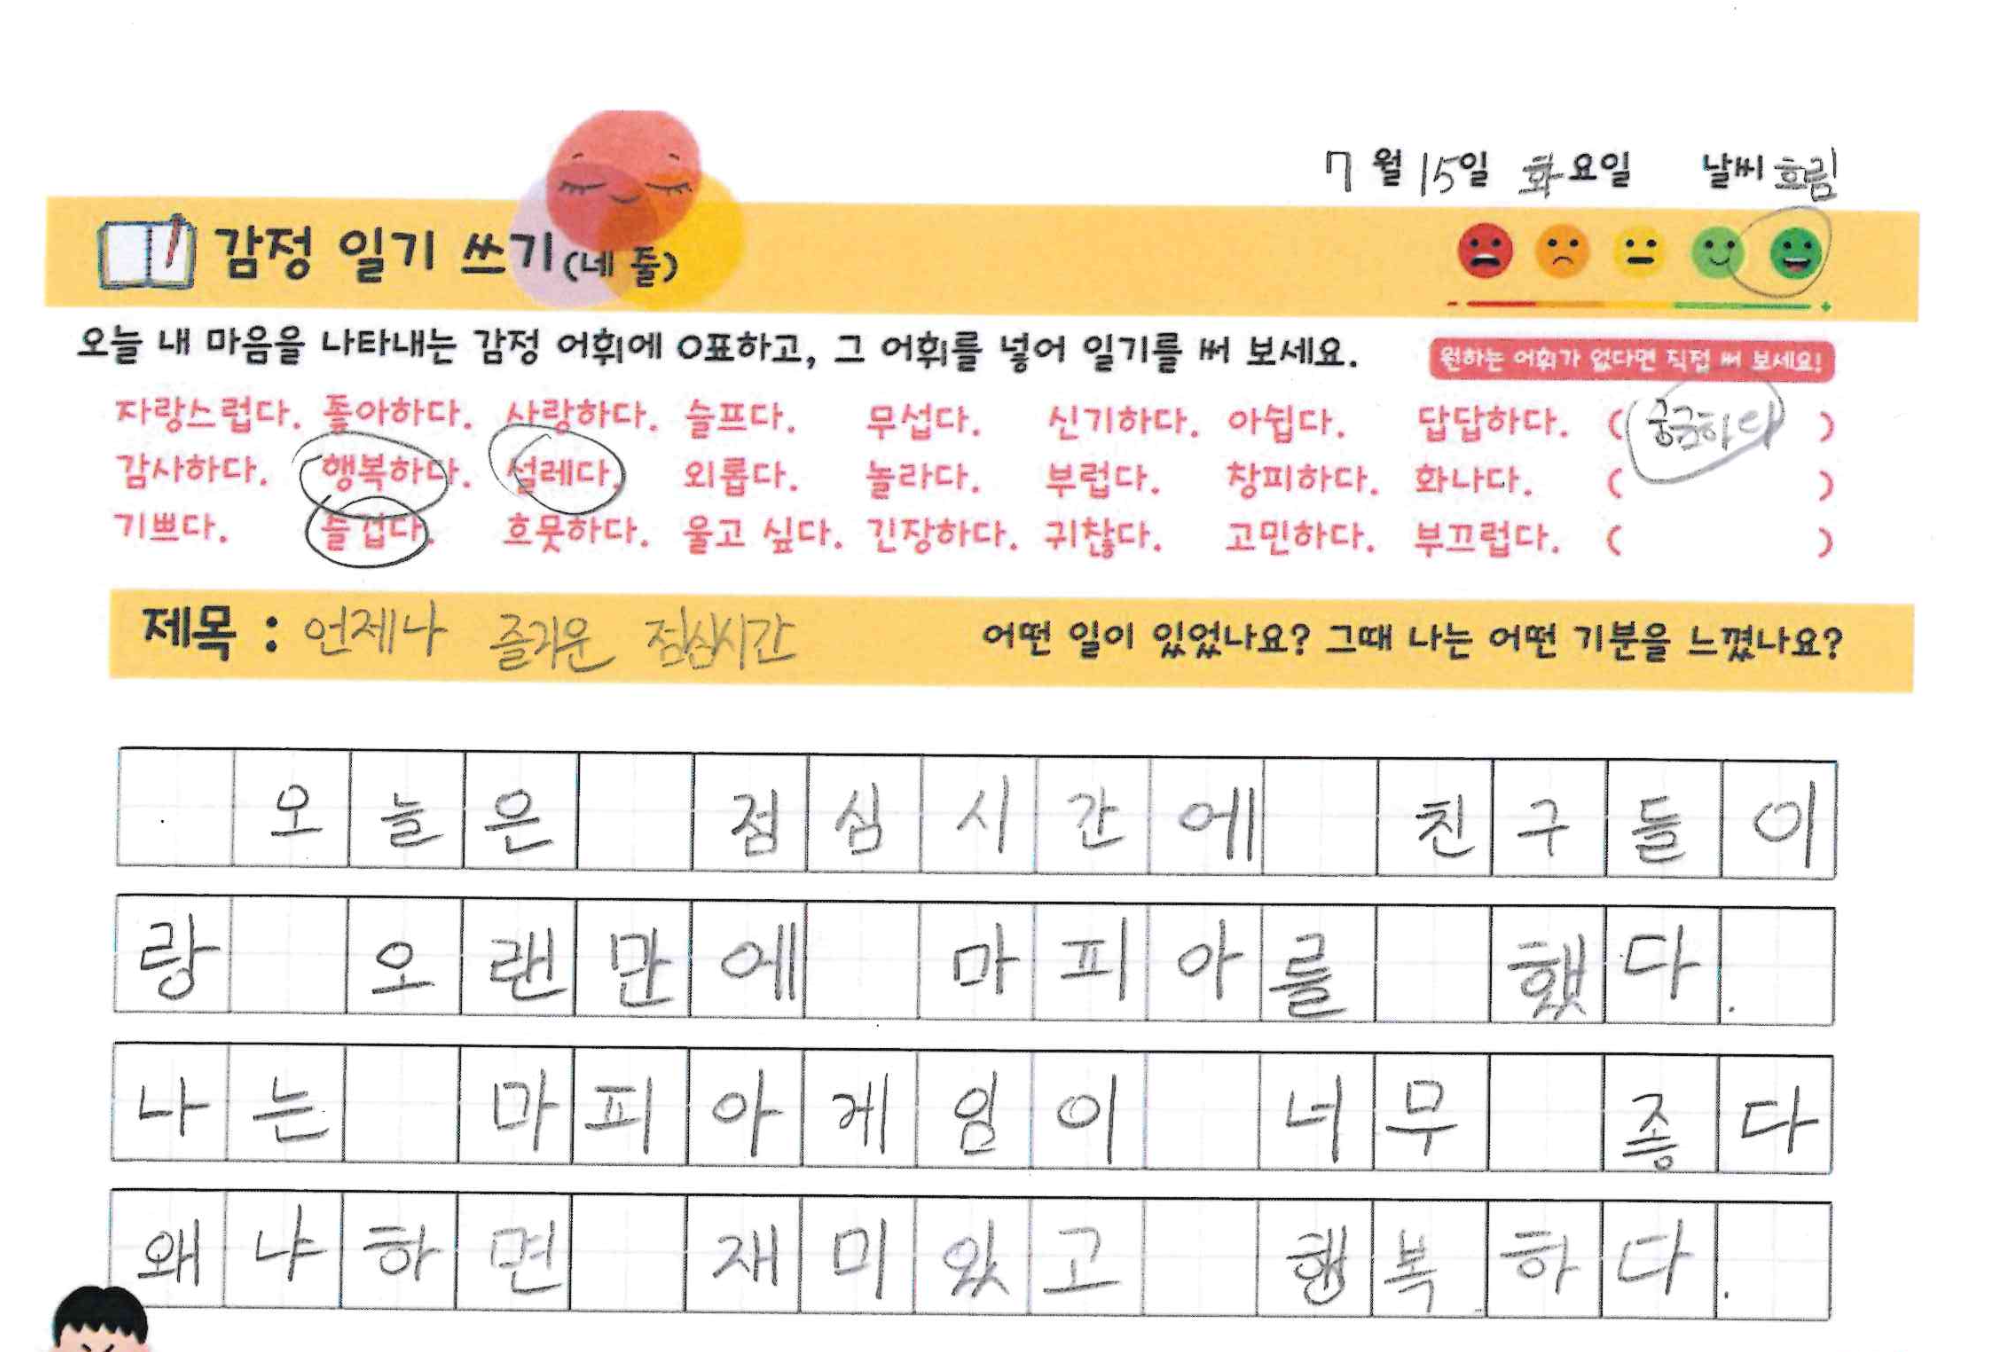 7월 15일 화요일 날씨 흐림
감정 일기 쓰기(네 줄)
오늘 내 마음을 나타내는 감정 어휘에 O표하고, 그 어휘를 넣어 일기를 써 보세요.
원하는 어휘가 없다면 직접 써 보세요!
자랑스럽다. 좋아하다. 사랑하다. 슬프다. 무섭다. 신기하다. 아쉽다. 답답하다. ( 궁금하다 )
감사하다. 행복하다. 설레다. 외롭다. 놀라다. 부럽다. 창피하다. 화나다. ( )
기쁘다. 즐겁다. 흐뭇하다. 울고 싶다. 긴장하다. 귀찮다. 고민하다. 부끄럽다. ( )
제목 : 언제나 즐거운 점심시간 어떤 일이 있었나요? 그때 나는 어떤 기분을 느꼈나요?
오늘은 점심시간에 친구들이
랑 오랜만에 마피아를 했다.
나는 마피아게임이 너무 좋다
왜냐하면 재미있고 행복하다.